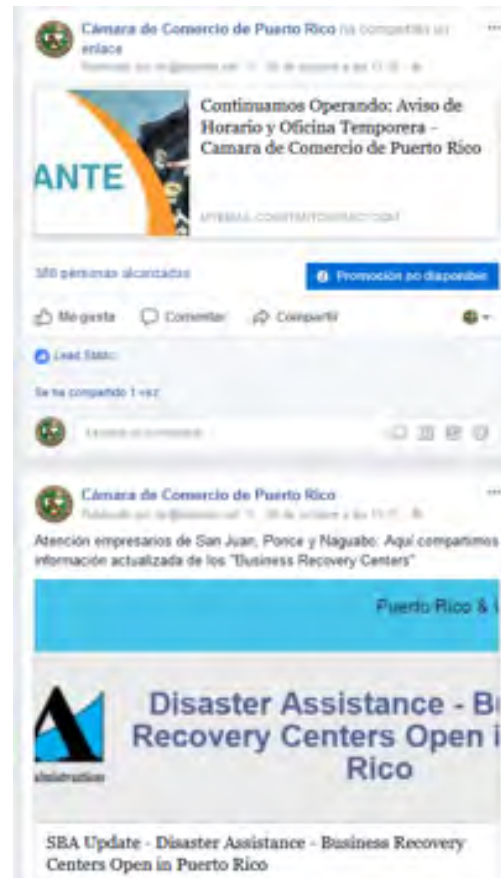 Cámara de Comercio de Puerto Rico ha compartido un
enlace
Continuamos Operando: Aviso de
Horario y Oficina Temporera –
Camara de Comercio de Puerto Rico
ANTE
personas alcanzadas
Promoción no disponible
Me gusta Comentar Compartir
Se ha compartido 1 vez
Cámara de Comercio de Puerto Rico
Atención empresarios de San Juan, Ponce y Naguabo: Aquí compartimos
información actualizada de los "Business Recovery Centers"
Puerto Rico &
Disaster Assistance - B
Recovery Centers Open i
Rico
SBA Update - Disaster Assistance - Business Recovery
Centers Open in Puerto Rico